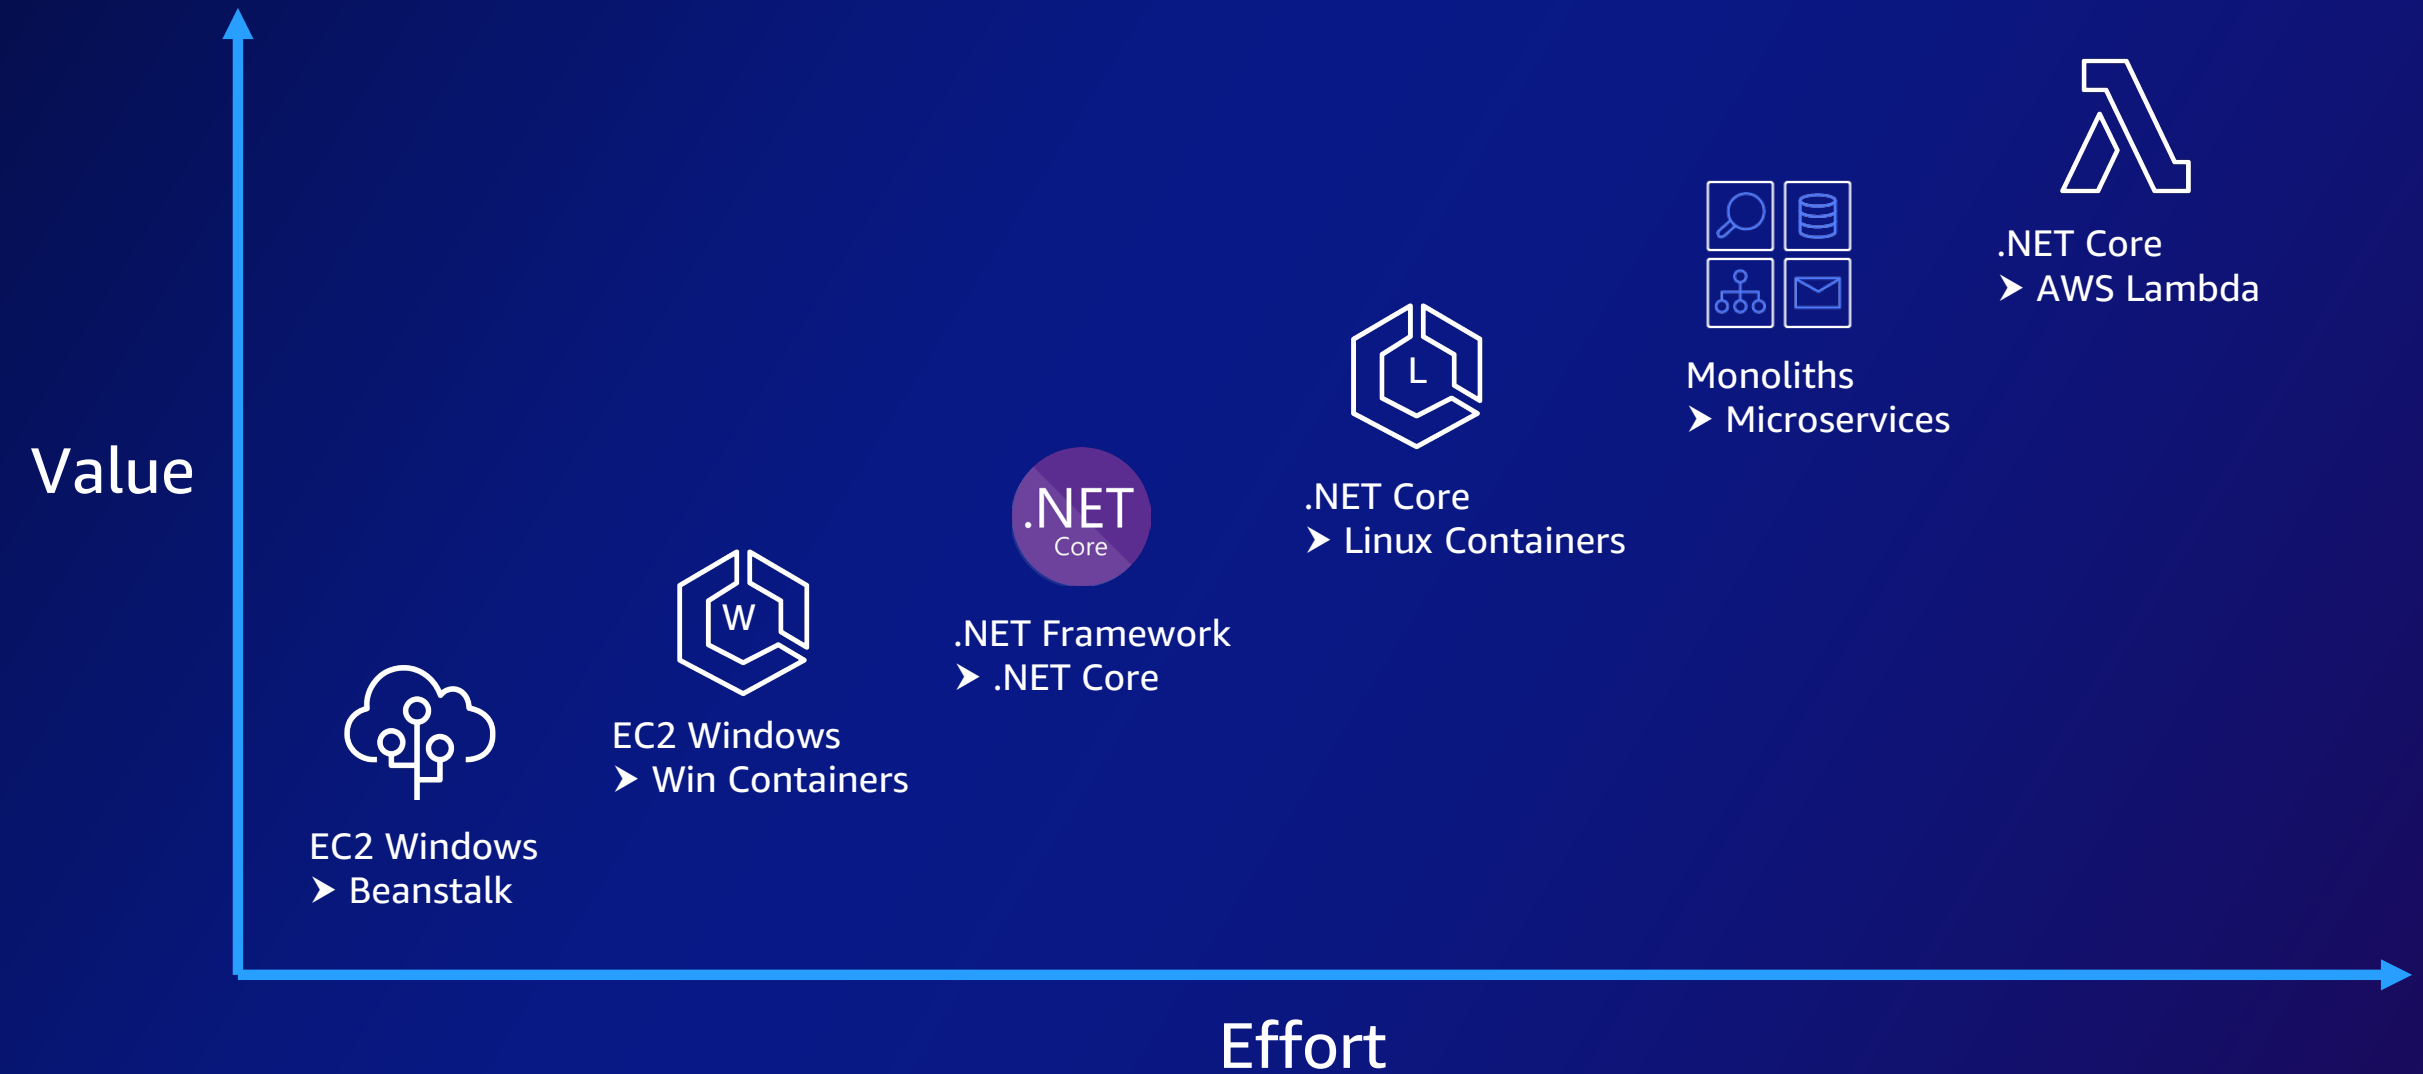 .NET Core
➤ AWS Lambda
Monoliths
➤ Microservices
L
.NET Core
➤ Linux Containers
Value
.NET
Core
.NET Framework
➤ .NET Core
W
EC2 Windows
➤ Win Containers
EC2 Windows
➤ Beanstalk
Effort